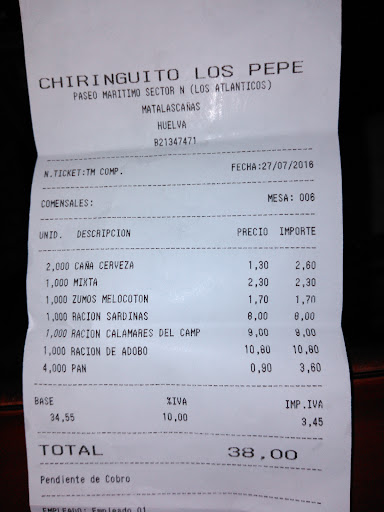 CHIRINGUITO LOS PEPE
PASEO MARITIMO SECTOR N (LOS ATLANTICOS)
MATALASCAÑAS
HUELVA
B21347471
N.TICKET:TM COMP. FECHA:27/07/2016
COMENSALES: MESA: 006
UNID. DESCRIPCION PRECIO IMPORTE
2,000 CAÑA CERVEZA 1,30 2,60
1,000 MIXTA 2,30 2,30
1,000 ZUMOS MELOCOTON 1,70 1,70
1,000 RACION SARDINAS 8,00 8,00
1,000 RACION CALAMARES DEL CAMP 9,00 9,00
1,000 RACION DE ADOBO 10,80 10,80
4,000 PAN 0,90 3,60
BASE %IVA IMP.IVA
34,55 10,00 3,45
TOTAL 38,00
Pendiente de Cobro
EMPLEADO: Empleado 01